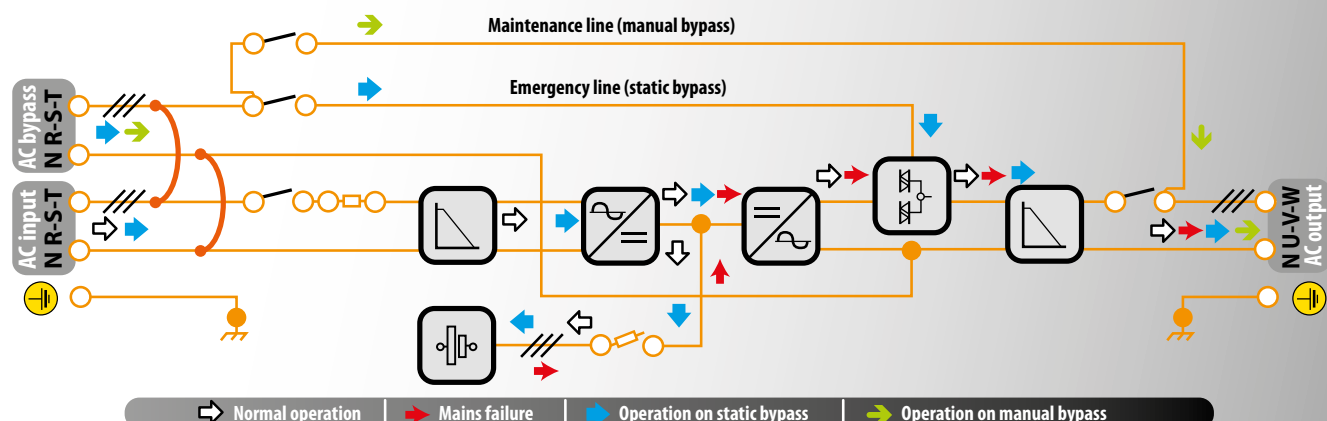 Maintenance line (manual bypass)
Emergency line (static bypass)
AC bypass
N R-S-T
AC input
N R-S-T
N U-V-W
AC output
Normal operation
Mains failure
Operation on static bypass
Operation on manual bypass